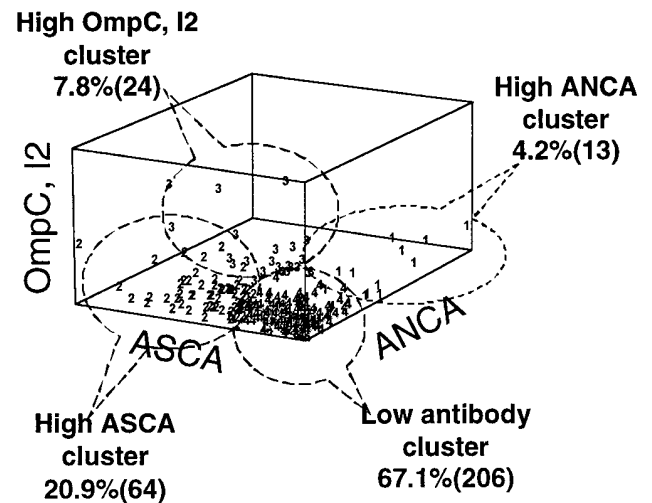 High OmpC, I2
cluster
7.8%(24)
High ANCA
cluster
4.2%(13)
OmpC, I2
ASCA
ANCA
High ASCA
cluster
20.9%(64)
Low antibody
cluster
67.1%(206)